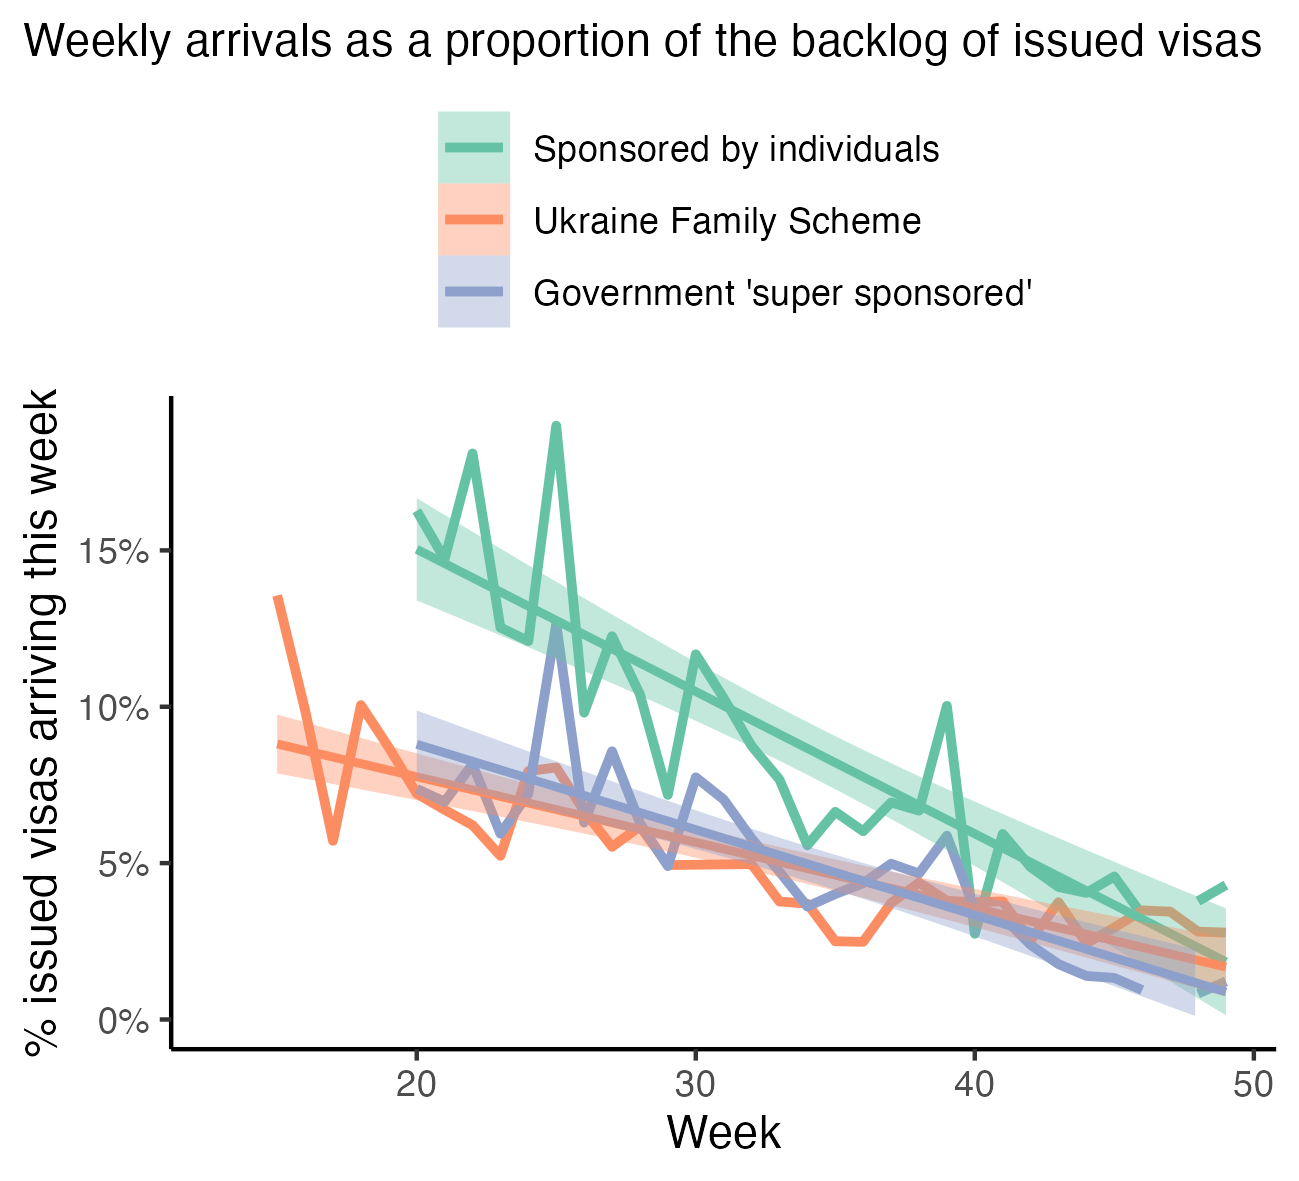 Weekly arrivals as a proportion of the backlog of issued visas
Sponsored by individuals
Ukraine Family Scheme
Government 'super sponsored'
% issued visas arriving this week
15%
10%
5%
0%
20 30 40 50
Week